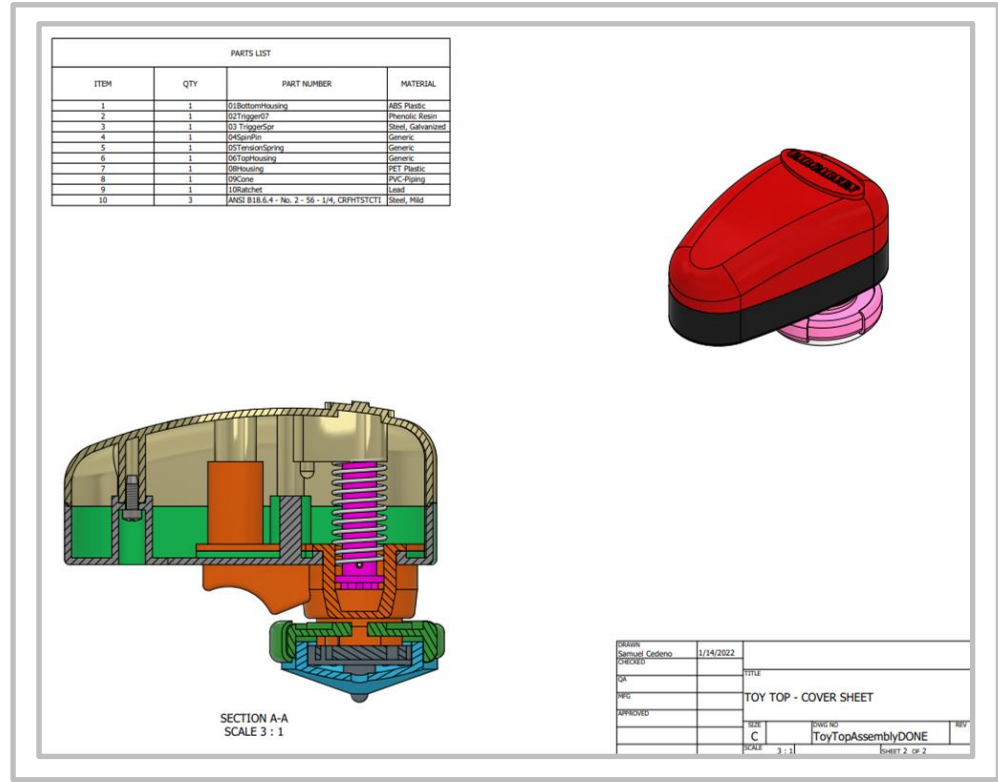 PARTS LIST
ITEM QTY PART NUMBER MATERIAL
1 1 01BottomHousing ABS Plastic
2 1 02Trigger07 Phenolic Resin
3 1 03 TriggerSpr Steel, Galvanized
4 1 04SpinPin Generic
5 1 05TensionSpring Generic
6 1 06TopHousing Generic
7 1 08Housing PET Plastic
8 1 09Cone PVC-Piping
9 1 10Ratchet Lead
10 3 ANSI B18.6.4 - No. 2 - 56 - 1/4, CRFHTSTCTI Steel, Mild
SECTION A-A
SCALE 3 : 1
DRAWN
Samuel Cedeno 1/14/2022
CHECKED
QA
MFG
APPROVED
TITLE
TOY TOP - COVER SHEET
SIZE
C
DWG NO
ToyTopAssemblyDONE
REV
SCALE 3 : 1
SHEET 2 OF 2